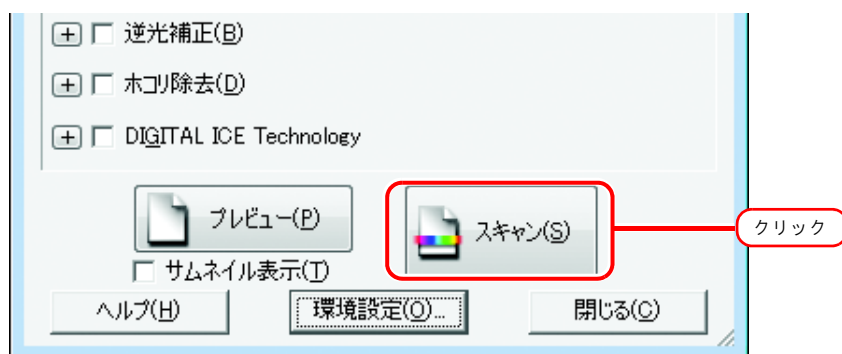 逆光補正(B)
ホコリ除去(D)
DIGITAL ICE Technology
プレビュー(P)
スキャン(S)
クリック
サムネイル表示(T)
ヘルプ(H)
環境設定(O)...
閉じる(C)